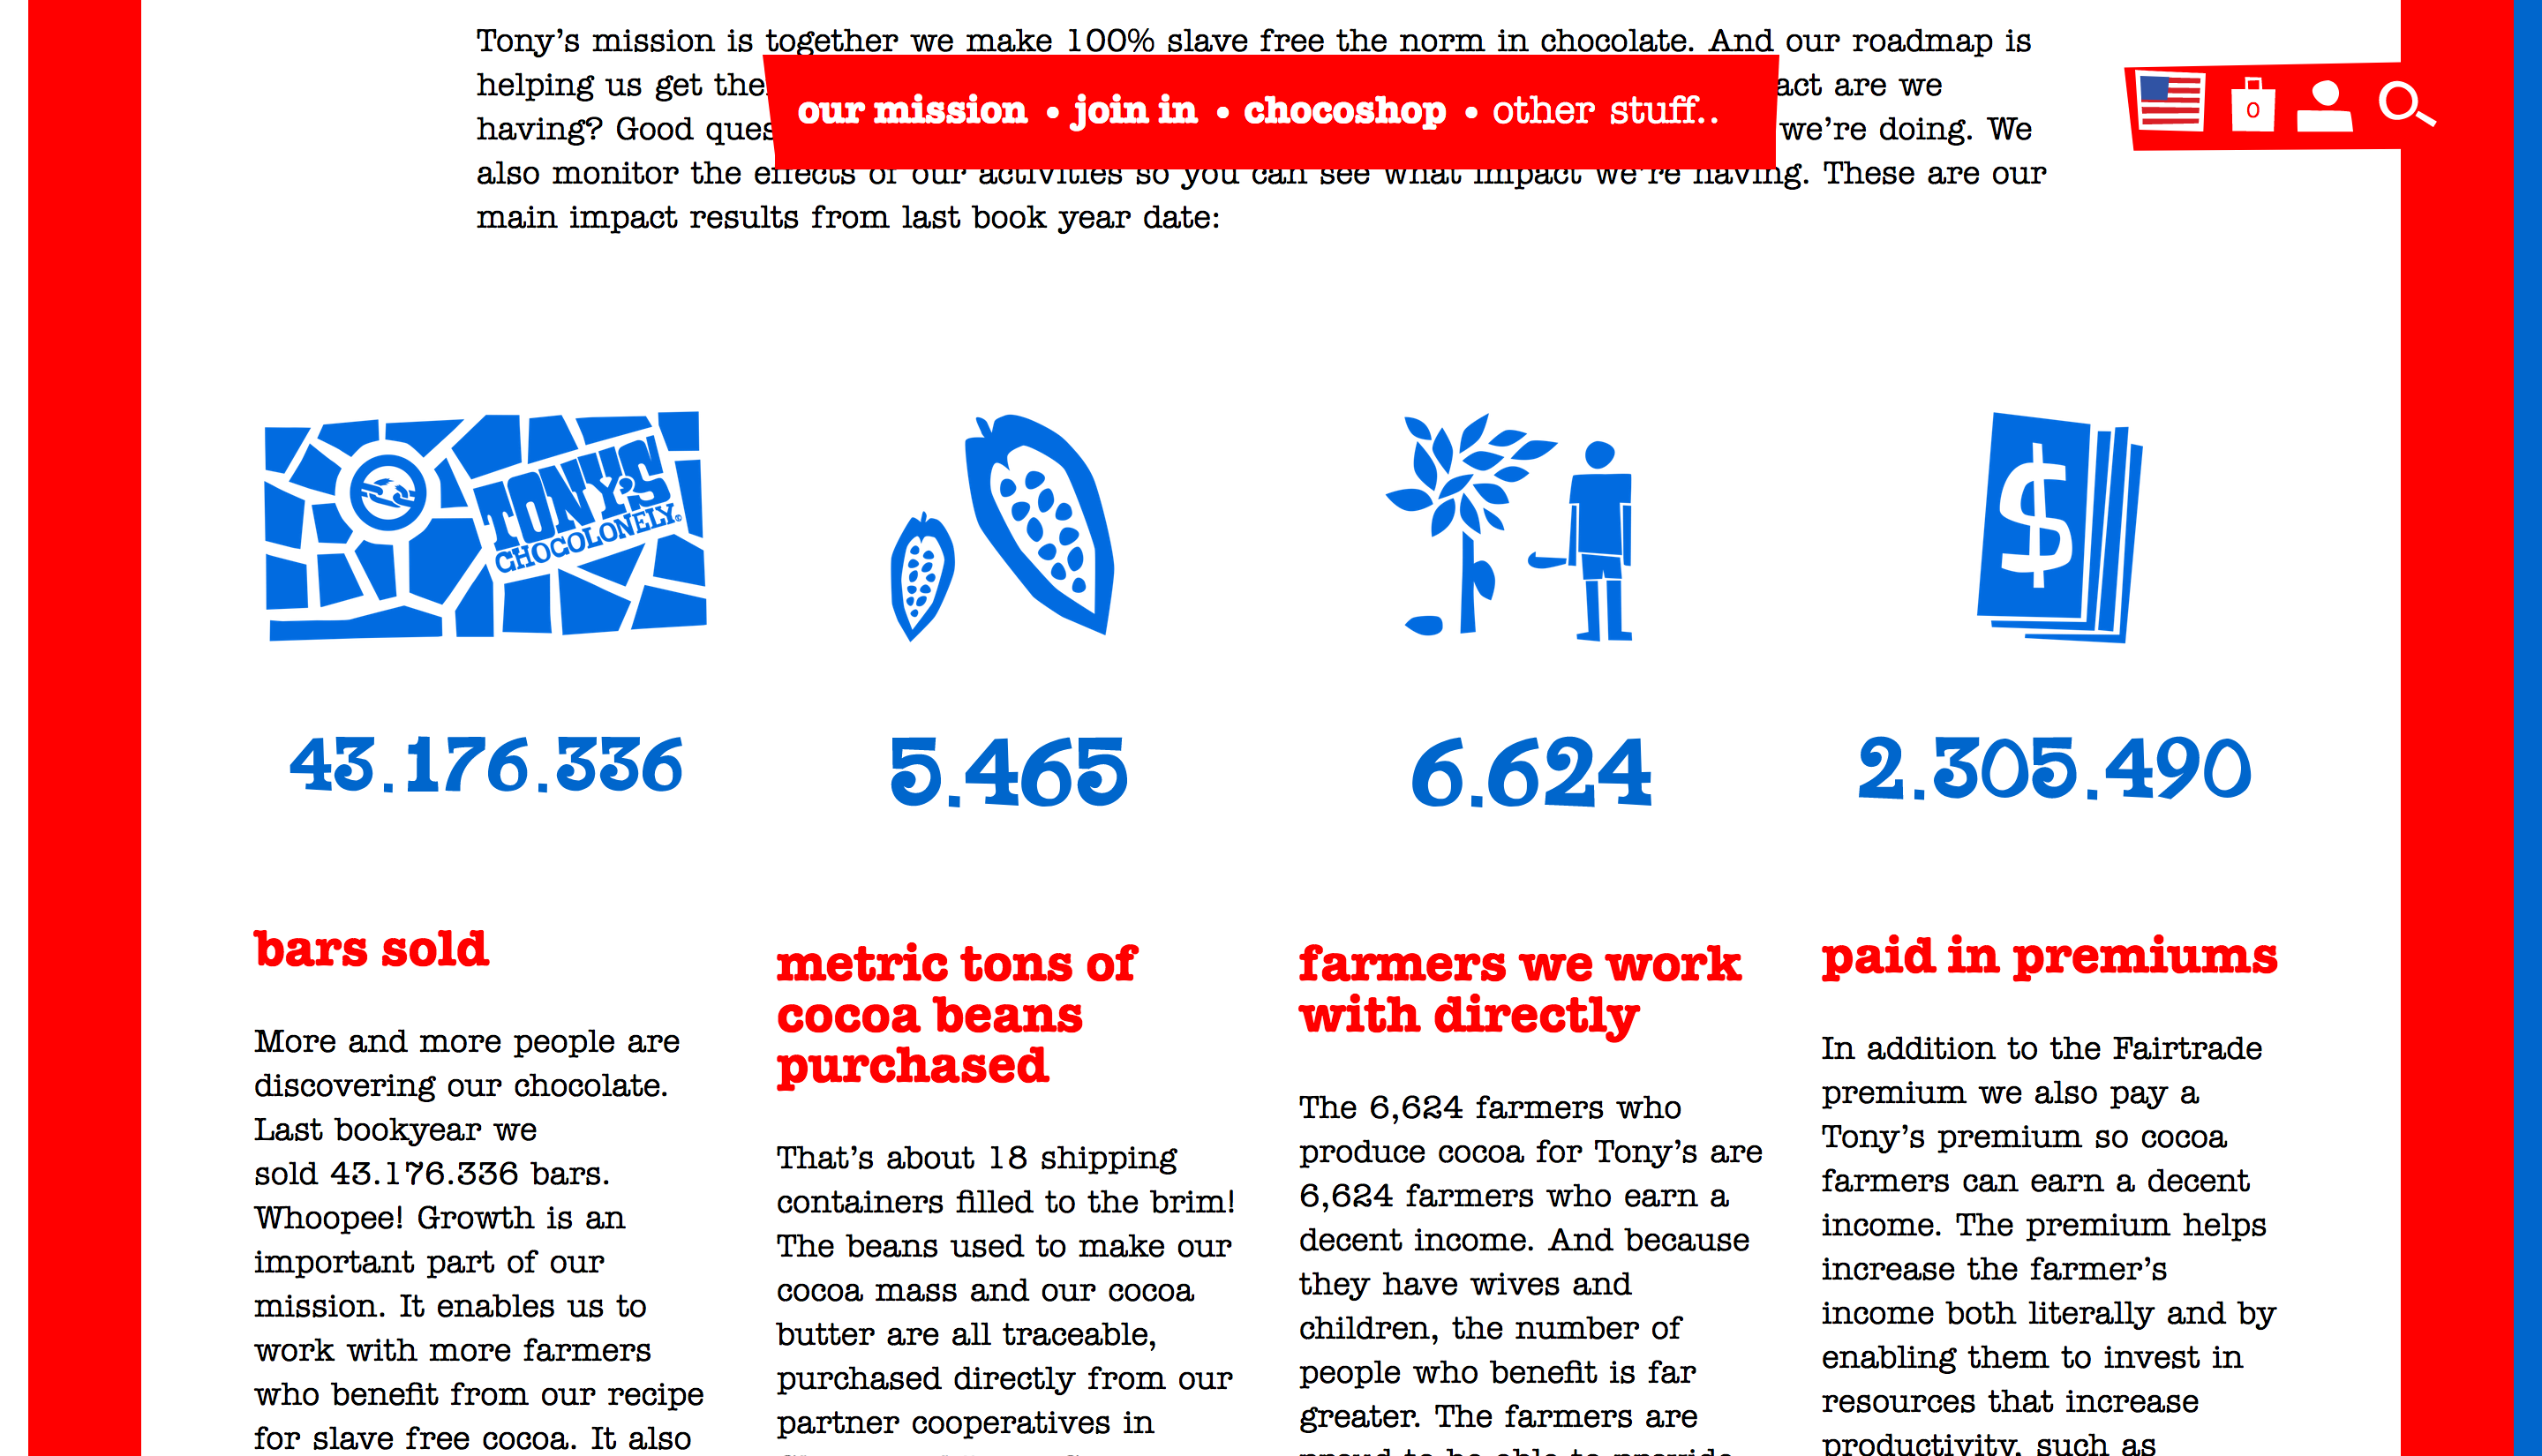 Tony's mission is together we make 100% slave free the norm in chocolate. And our roadmap is
helping us get act are we
having? Good we're doing. We
also monitor the effects of our activities so you can see what impact we're having. These are our
main impact results from last book year date:
our mission • join in • chocoshop • other stuff..
0
TONY'S
CHOCOLONELY
$
43.176.336
5.465
6.624
2.305.490
bars sold
More and more people are
discovering our chocolate.
Last bookyear we
sold 43.176.336 bars.
Whoopee! Growth is an
important part of our
mission. It enables us to
work with more farmers
who benefit from our recipe
for slave free cocoa. It also
metric tons of
cocoa beans
purchased
That's about 18 shipping
containers filled to the brim!
The beans used to make our
cocoa mass and our cocoa
butter are all traceable,
purchased directly from our
partner cooperatives in
farmers we work
with directly
The 6,624 farmers who
produce cocoa for Tony's are
6,624 farmers who earn a
decent income. And because
they have wives and
children, the number of
people who benefit is far
greater. The farmers are
proud to be able to provide
paid in premiums
In addition to the Fairtrade
premium we also pay a
Tony's premium so cocoa
farmers can earn a decent
income. The premium helps
increase the farmer's
income both literally and by
enabling them to invest in
resources that increase
productivity, such as